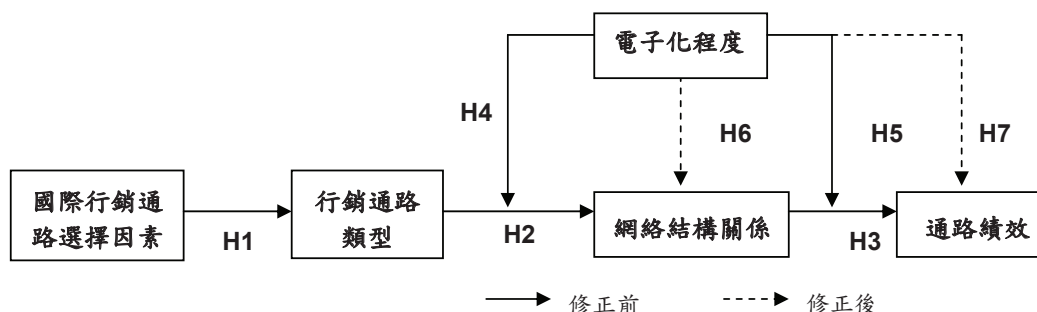 電子化程度
H4
H6
H5
H7
國際行銷通
路選擇因素
H1
行銷通路
類型
H2
網絡結構關係
H3
通路績效
修正前
修正後